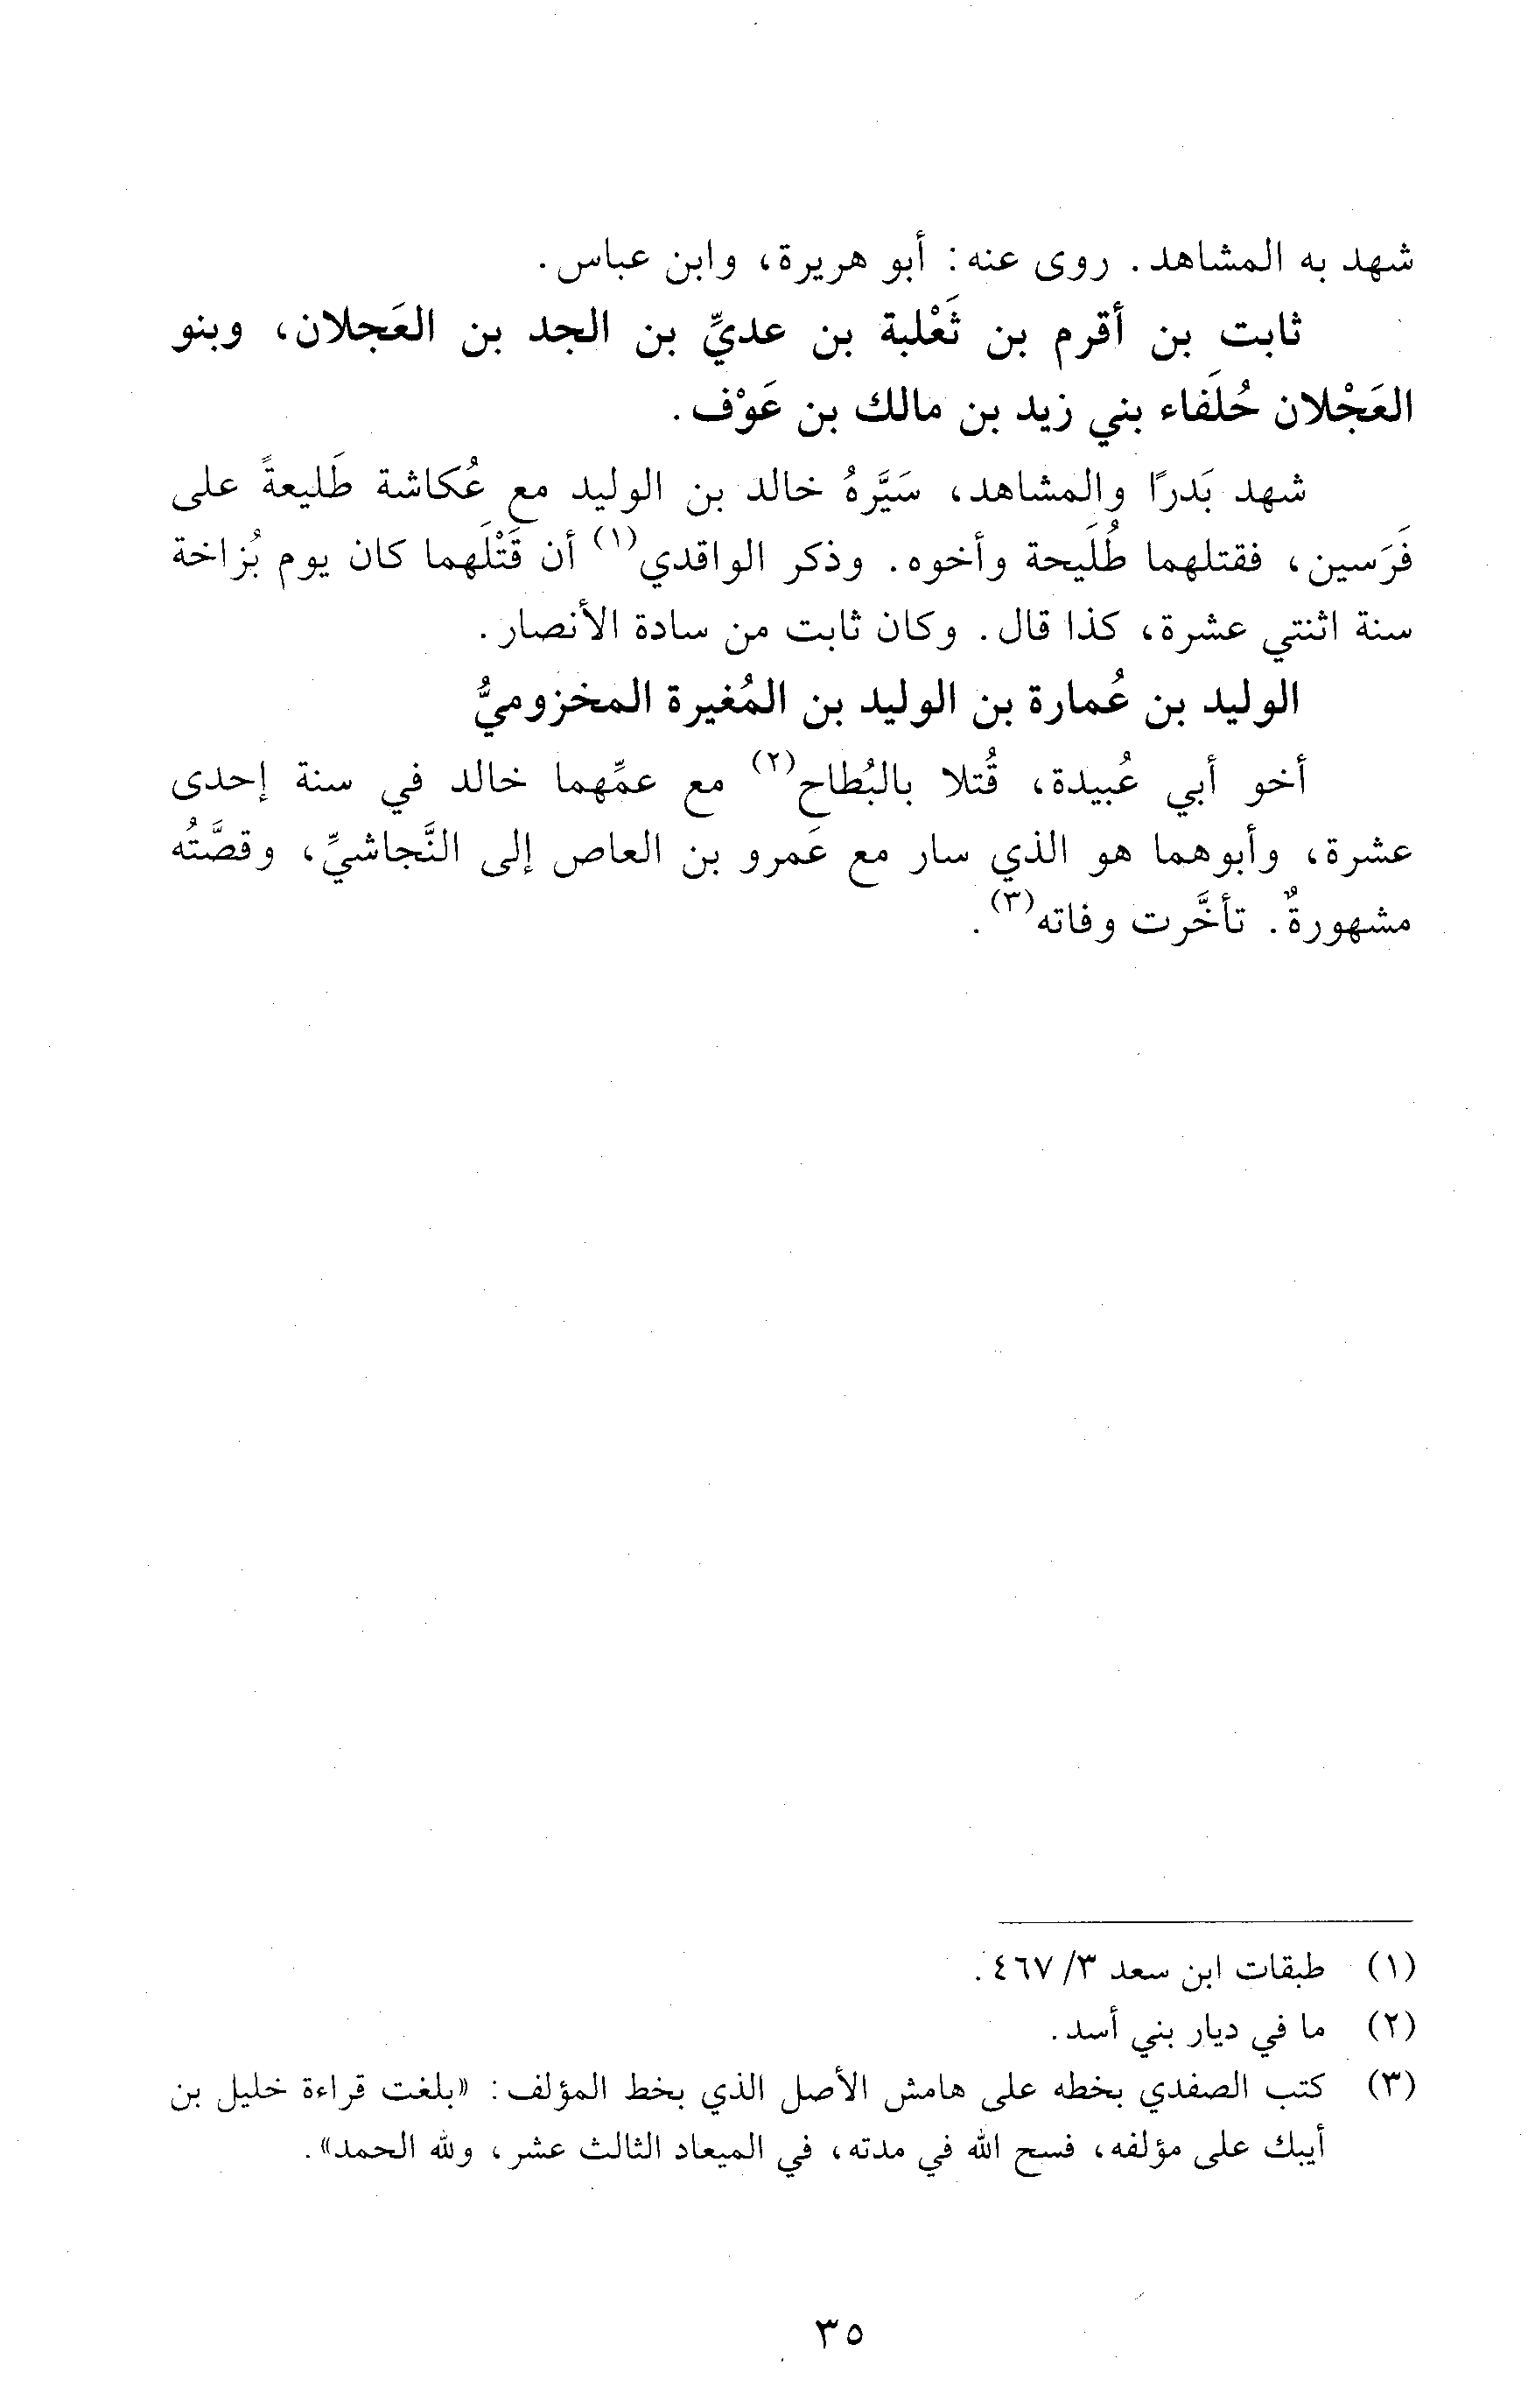 شهد به المشاهد. روى عنه: أبو هريرة، وابن عباس.
ثابت بن أقرم بن ثَعْلبة بن عديِّ بن الجد بن العَجلان، وبنو
العَجْلان حُلَفاء بني زيد بن مالك بن عَوْف.
شهد بَدرًا والمشاهد، سَيَّرهُ خالد بن الوليد مع عُكاشة طَليعةً على
فَرَسين، فقتلهما طُلَيحة وأخوه. وذكر الواقدي(١) أن قَتْلَهما كان يوم بُزاخة
سنة اثنتي عشرة، كذا قال. وكان ثابت من سادة الأنصار.
الوليد بن عُمارة بن الوليد بن المُغيرة المخزوميُّ
أخو أبي عُبيدة، قُتلا بالبُطاح(٢) مع عمِّهما خالد في سنة إحدى
عشرة، وأبوهما هو الذي سار مع عَمرو بن العاص إلى النَّجاشيِّ، وقصَّتُه
مشهورةٌ. تأخَّرت وفاته(٣).
(١) طبقات ابن سعد ٣/ ٤٦٧.
(٢) ما في ديار بني أسد.
(٣) كتب الصفدي بخطه على هامش الأصل الذي بخط المؤلف: «بلغت قراءة خليل بن
أيبك على مؤلفه، فسح الله في مدته، في الميعاد الثالث عشر، ولله الحمد».
٣٥